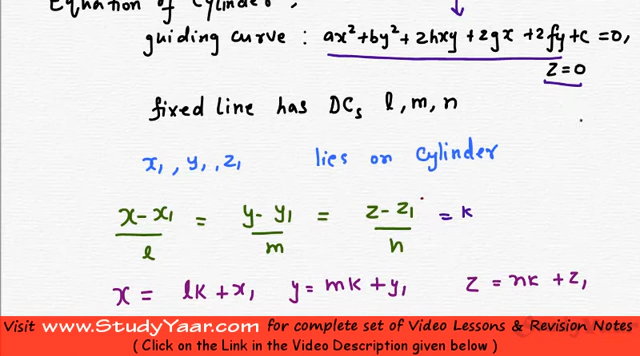 Equation of Cylinder,
guiding curve : ax² + by² + 2hxy + 2gx + 2fy + c = 0,
z = 0
fixed line has DCs l, m, n
x₁, y₁, z₁ lies on Cylinder
x - x₁ / l = y - y₁ / m = z - z₁ / n = k
x = lk + x₁ y = mk + y₁ z = nk + z₁
Visit www.StudyYaar.com for complete set of Video Lessons & Revision Notes
( Click on the Link in the Video Description given below )